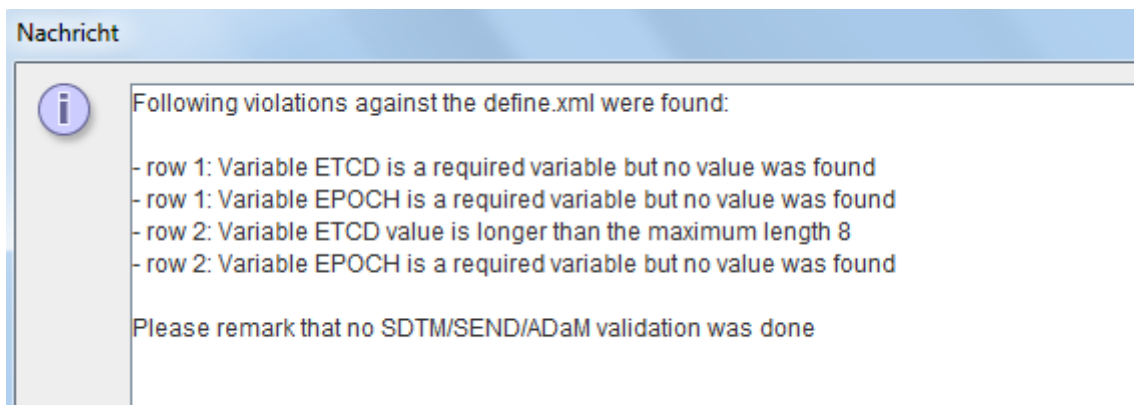 Nachricht
Following violations against the define.xml were found:
- row 1: Variable ETCD is a required variable but no value was found
- row 1: Variable EPOCH is a required variable but no value was found
- row 2: Variable ETCD value is longer than the maximum length 8
- row 2: Variable EPOCH is a required variable but no value was found
Please remark that no SDTM/SEND/ADaM validation was done